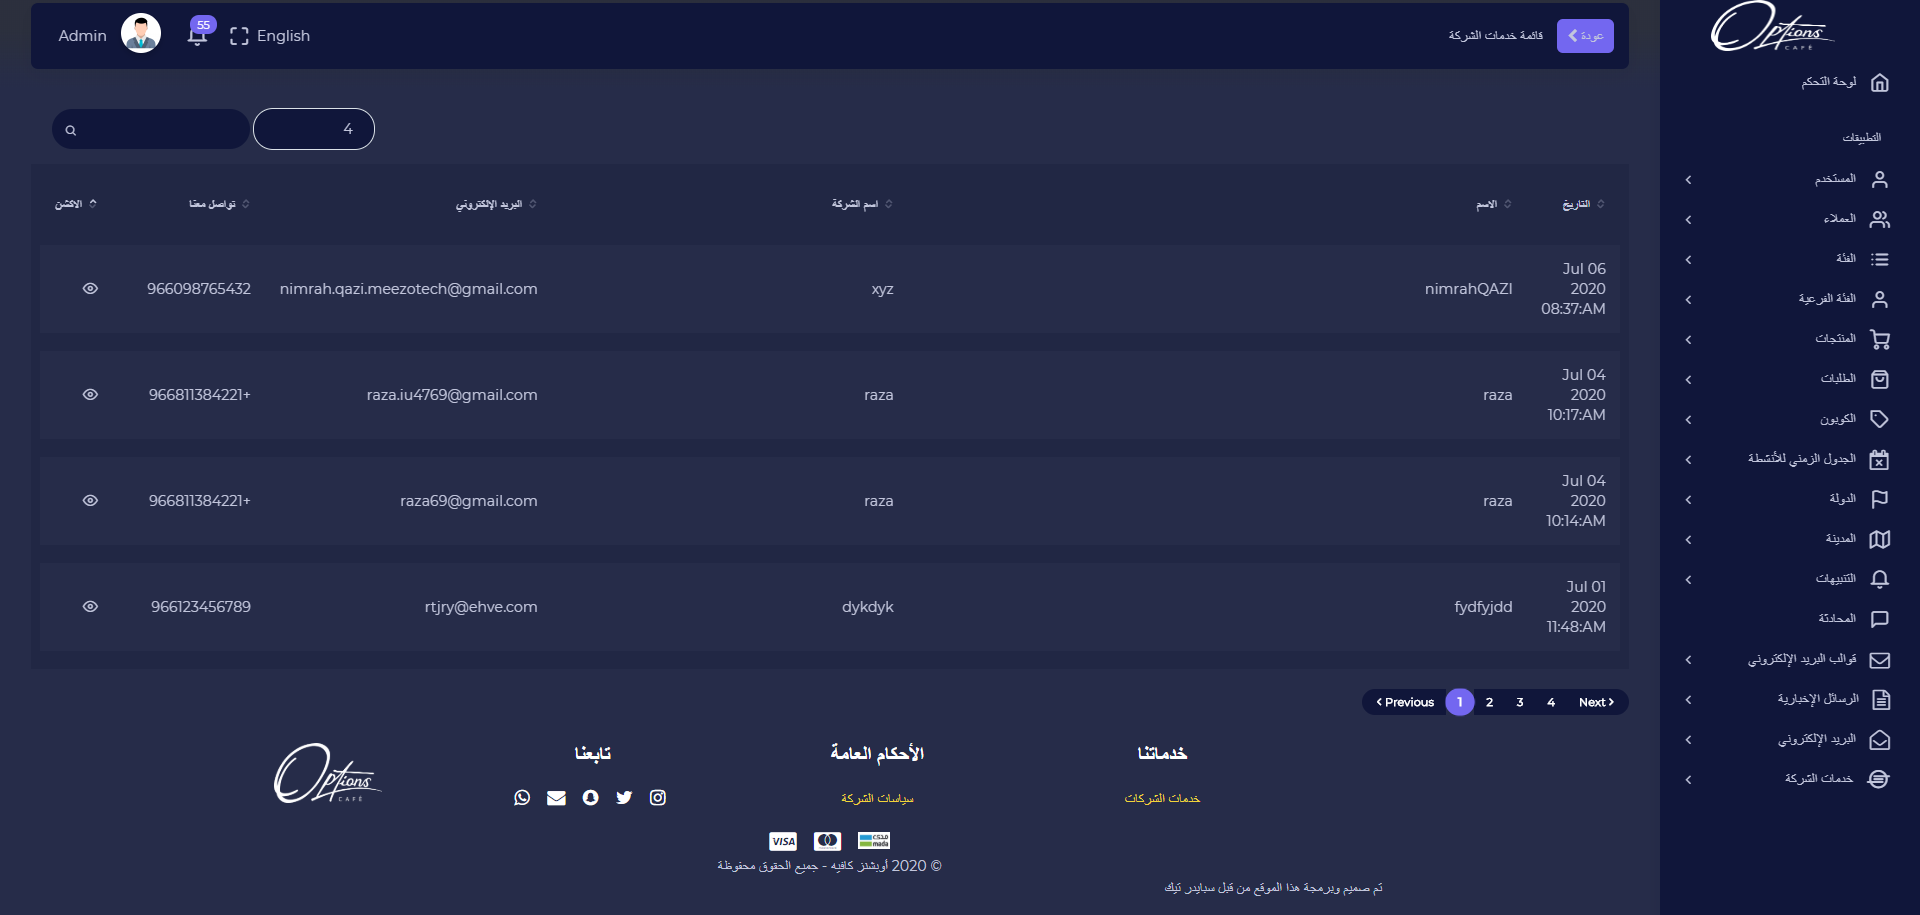 Options
CAFÉ
لوحة التحكم
التطبيقات
المستخدم
العملاء
الفئة
الفئة الفرعية
المنتجات
الطلبات
الكوبون
الجدول الزمني للأنشطة
الدولة
المدينة
التنبيهات
المحادثة
قوالب البريد الإلكتروني
الرسائل الإخبارية
البريد الإلكتروني
خدمات الشركة
عودة
قائمة خدمات الشركة
English
55
Admin
4
التاريخ الاسم اسم الشركة البريد الإلكتروني تواصل معنا الاكشن
Jul 06
2020
08:37:AM
nimrahQAZI
xyz
nimrah.qazi.meezotech@gmail.com
966098765432
Jul 04
2020
10:17:AM
raza
raza
raza.iu4769@gmail.com
966811384221+
Jul 04
2020
10:14:AM
raza
raza
raza69@gmail.com
966811384221+
Jul 01
2020
11:48:AM
fydfyjdd
dykdyk
rtjry@ehve.com
966123456789
Previous 1 2 3 4 Next
خدماتنا
خدمات الشركات
الأحكام العامة
سياسات الشركة
تابعنا
Options
CAFÉ
VISA
مدى
mada
© 2020 أوبشنز كافيه - جميع الحقوق محفوظة
تم صميم وبرمجة هذا الموقع من قبل سبايدر تيك